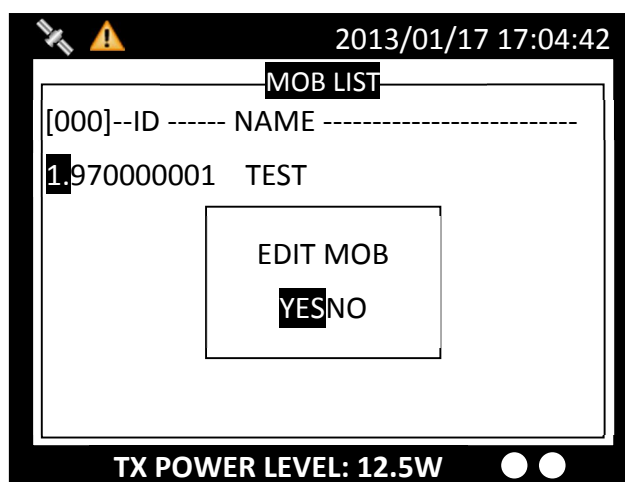 2013/01/17 17:04:42
MOB LIST
[000]--ID ------ NAME --------------------------
1.970000001 TEST
EDIT MOB
YESNO
TX POWER LEVEL: 12.5W